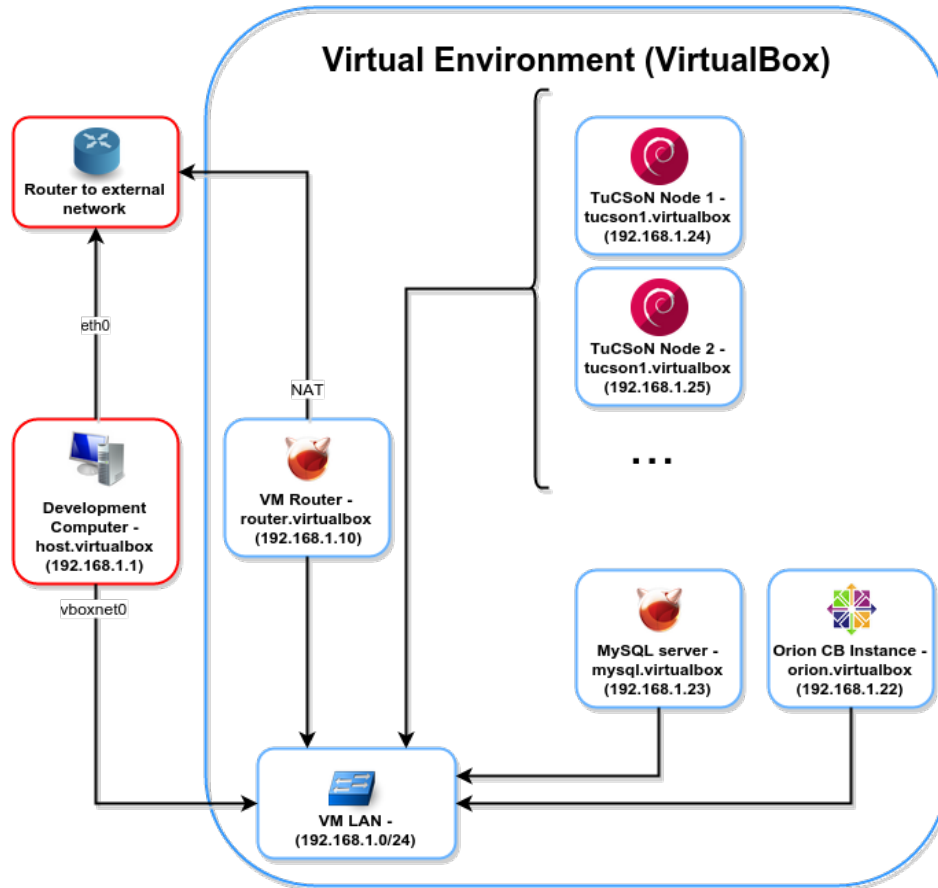 Virtual Environment (VirtualBox)
Router to external
network
TuCSoN Node 1 -
tucson1.virtualbox
(192.168.1.24)
TuCSoN Node 2 -
tucson1.virtualbox
(192.168.1.25)
...
eth0
NAT
Development
Computer -
host.virtualbox
(192.168.1.1)
VM Router -
router.virtualbox
(192.168.1.10)
vboxnet0
MySQL server -
mysql.virtualbox
(192.168.1.23)
Orion CB Instance -
orion.virtualbox
(192.168.1.22)
VM LAN -
(192.168.1.0/24)